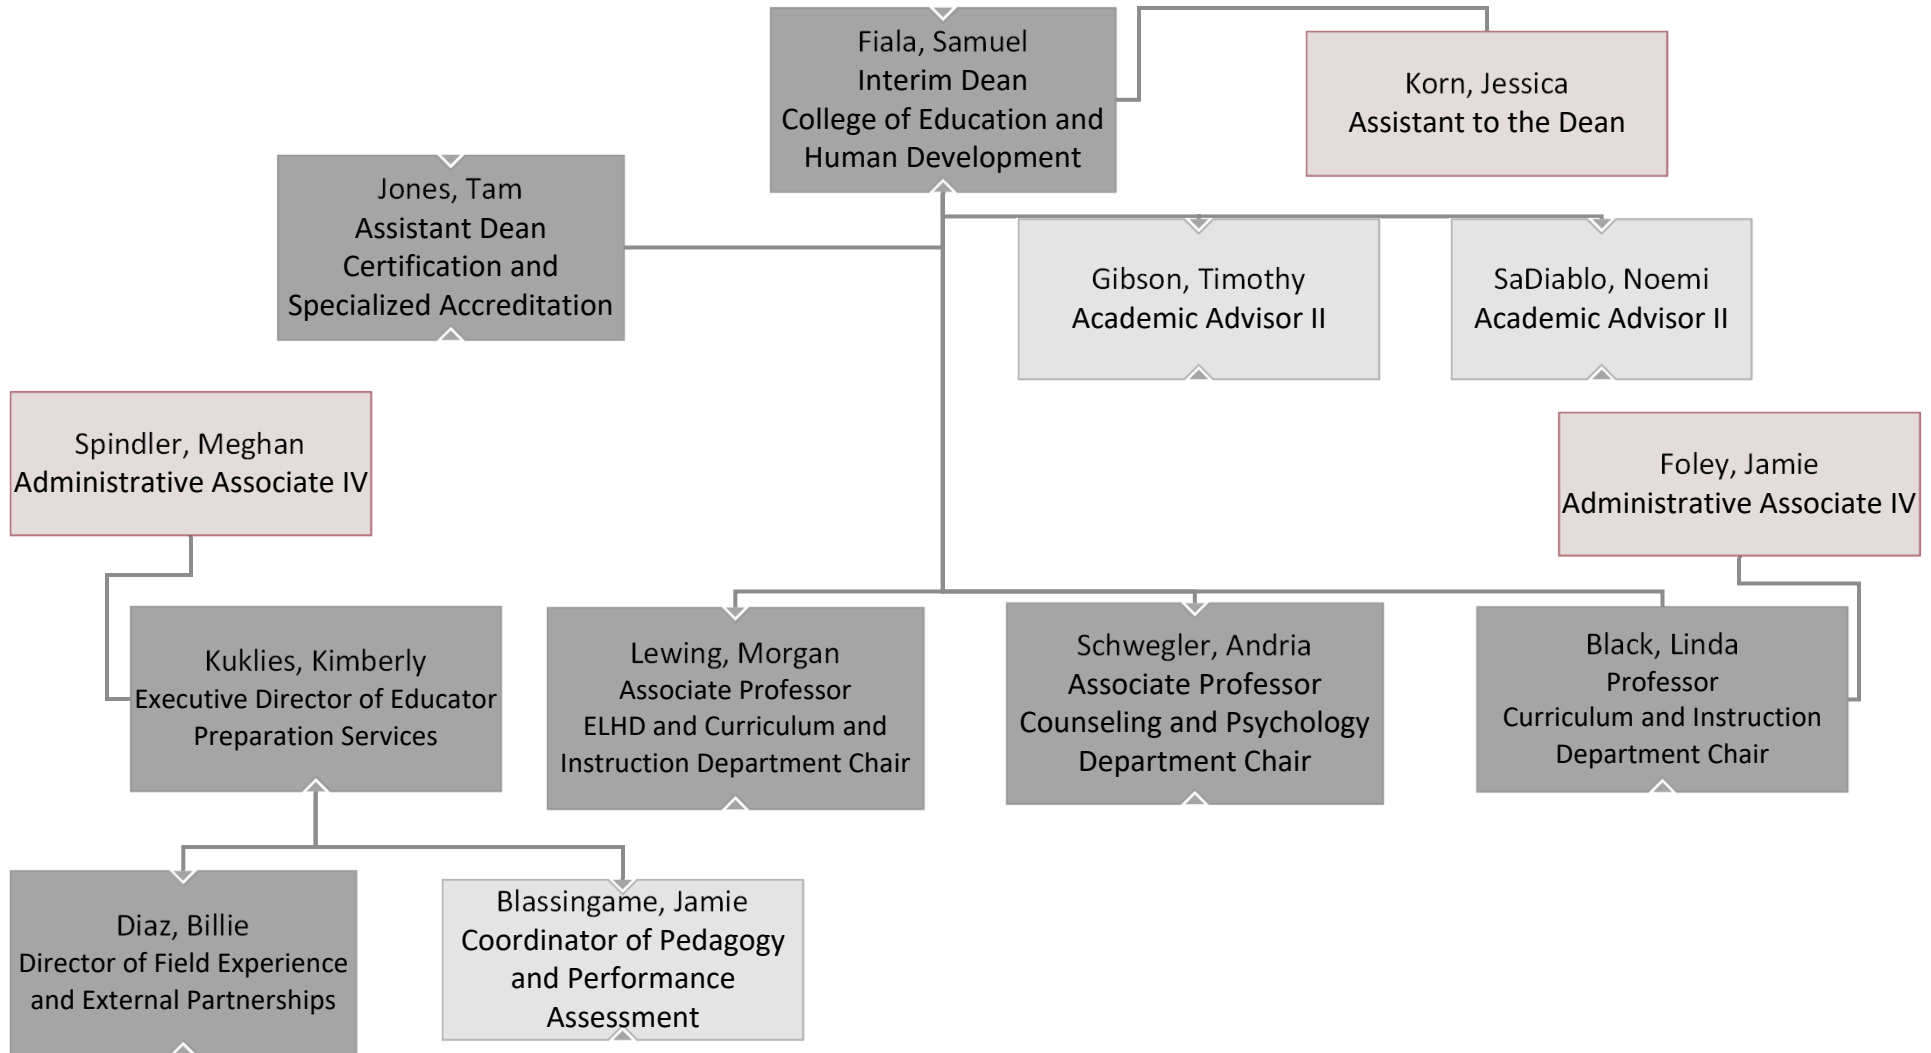 Fiala, Samuel
Interim Dean
College of Education and
Human Development
Korn, Jessica
Assistant to the Dean
Jones, Tam
Assistant Dean
Certification and
Specialized Accreditation
Gibson, Timothy
Academic Advisor II
SaDiablo, Noemi
Academic Advisor II
Spindler, Meghan
Administrative Associate IV
Foley, Jamie
Administrative Associate IV
Kuklies, Kimberly
Executive Director of Educator
Preparation Services
Lewing, Morgan
Associate Professor
ELHD and Curriculum and
Instruction Department Chair
Schwegler, Andria
Associate Professor
Counseling and Psychology
Department Chair
Black, Linda
Professor
Curriculum and Instruction
Department Chair
Diaz, Billie
Director of Field Experience
and External Partnerships
Blassingame, Jamie
Coordinator of Pedagogy
and Performance
Assessment